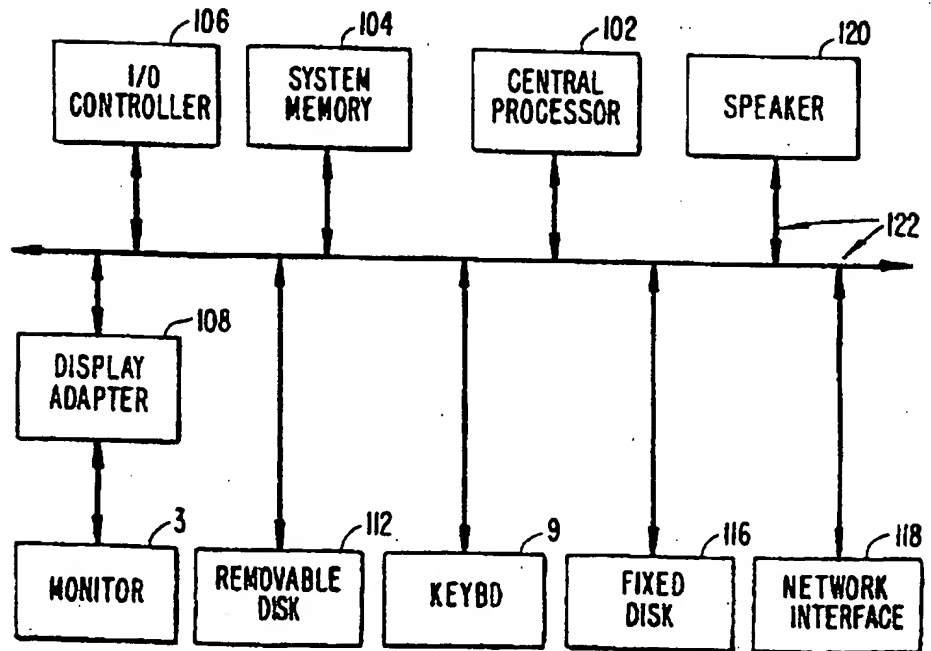 106
I/O
CONTROLLER
104
SYSTEM
MEMORY
102
CENTRAL
PROCESSOR
120
SPEAKER
122
108
DISPLAY
ADAPTER
3
MONITOR
112
REMOVABLE
DISK
9
KEYBD
116
FIXED
DISK
118
NETWORK
INTERFACE